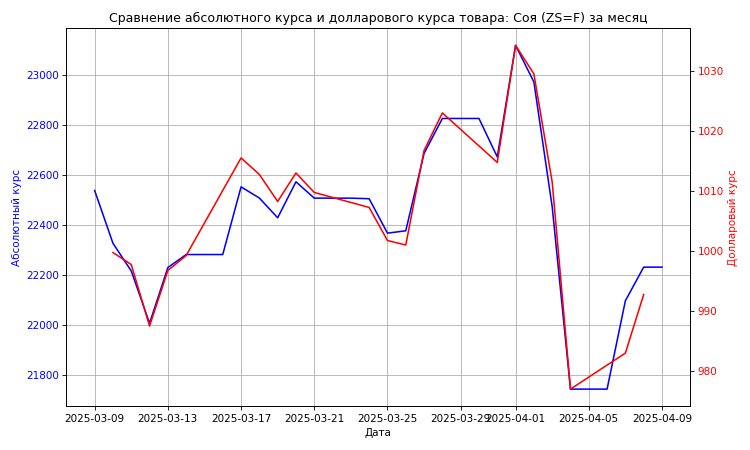 Сравнение абсолютного курса и долларового курса товара: Соя (ZS=F) за месяц
23000
22800
22600
22400
22200
22000
21800
Абсолютный курс
1030
1020
1010
1000
990
980
Долларовый курс
2025-03-09 2025-03-13 2025-03-17 2025-03-21 2025-03-25 2025-03-29 2025-04-01 2025-04-05 2025-04-09
Дата